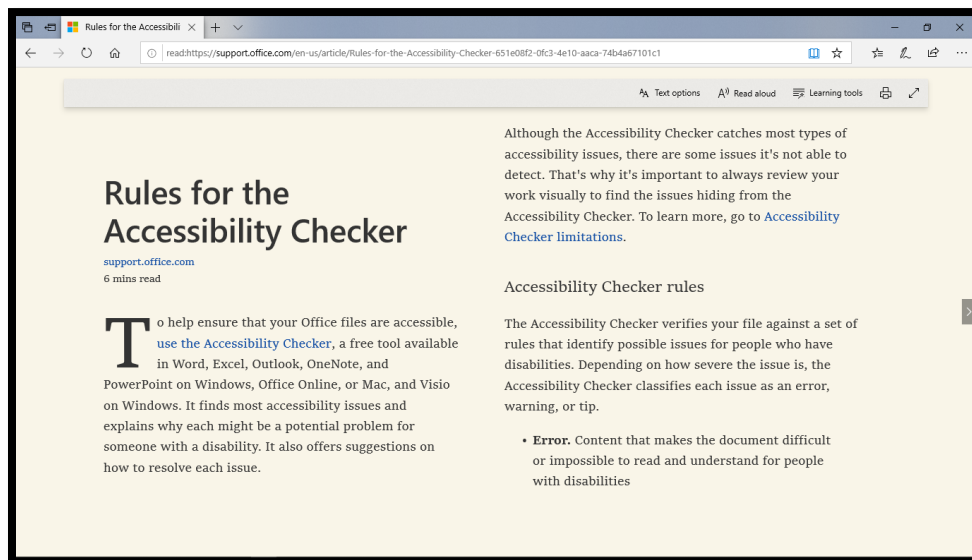 Rules for the Accessibili
read:https://support.office.com/en-us/article/Rules-for-the-Accessibility-Checker-651e08f2-0fc3-4e10-aaca-74b4a67101c1
Text options
Read aloud
Learning tools
Rules for the
Accessibility Checker
support.office.com
6 mins read
To help ensure that your Office files are accessible,
use the Accessibility Checker, a free tool available
in Word, Excel, Outlook, OneNote, and
PowerPoint on Windows, Office Online, or Mac, and Visio
on Windows. It finds most accessibility issues and
explains why each might be a potential problem for
someone with a disability. It also offers suggestions on
how to resolve each issue.
Although the Accessibility Checker catches most types of
accessibility issues, there are some issues it's not able to
detect. That's why it's important to always review your
work visually to find the issues hiding from the
Accessibility Checker. To learn more, go to Accessibility
Checker limitations.
Accessibility Checker rules
The Accessibility Checker verifies your file against a set of
rules that identify possible issues for people who have
disabilities. Depending on how severe the issue is, the
Accessibility Checker classifies each issue as an error,
warning, or tip.
• Error. Content that makes the document difficult
or impossible to read and understand for people
with disabilities